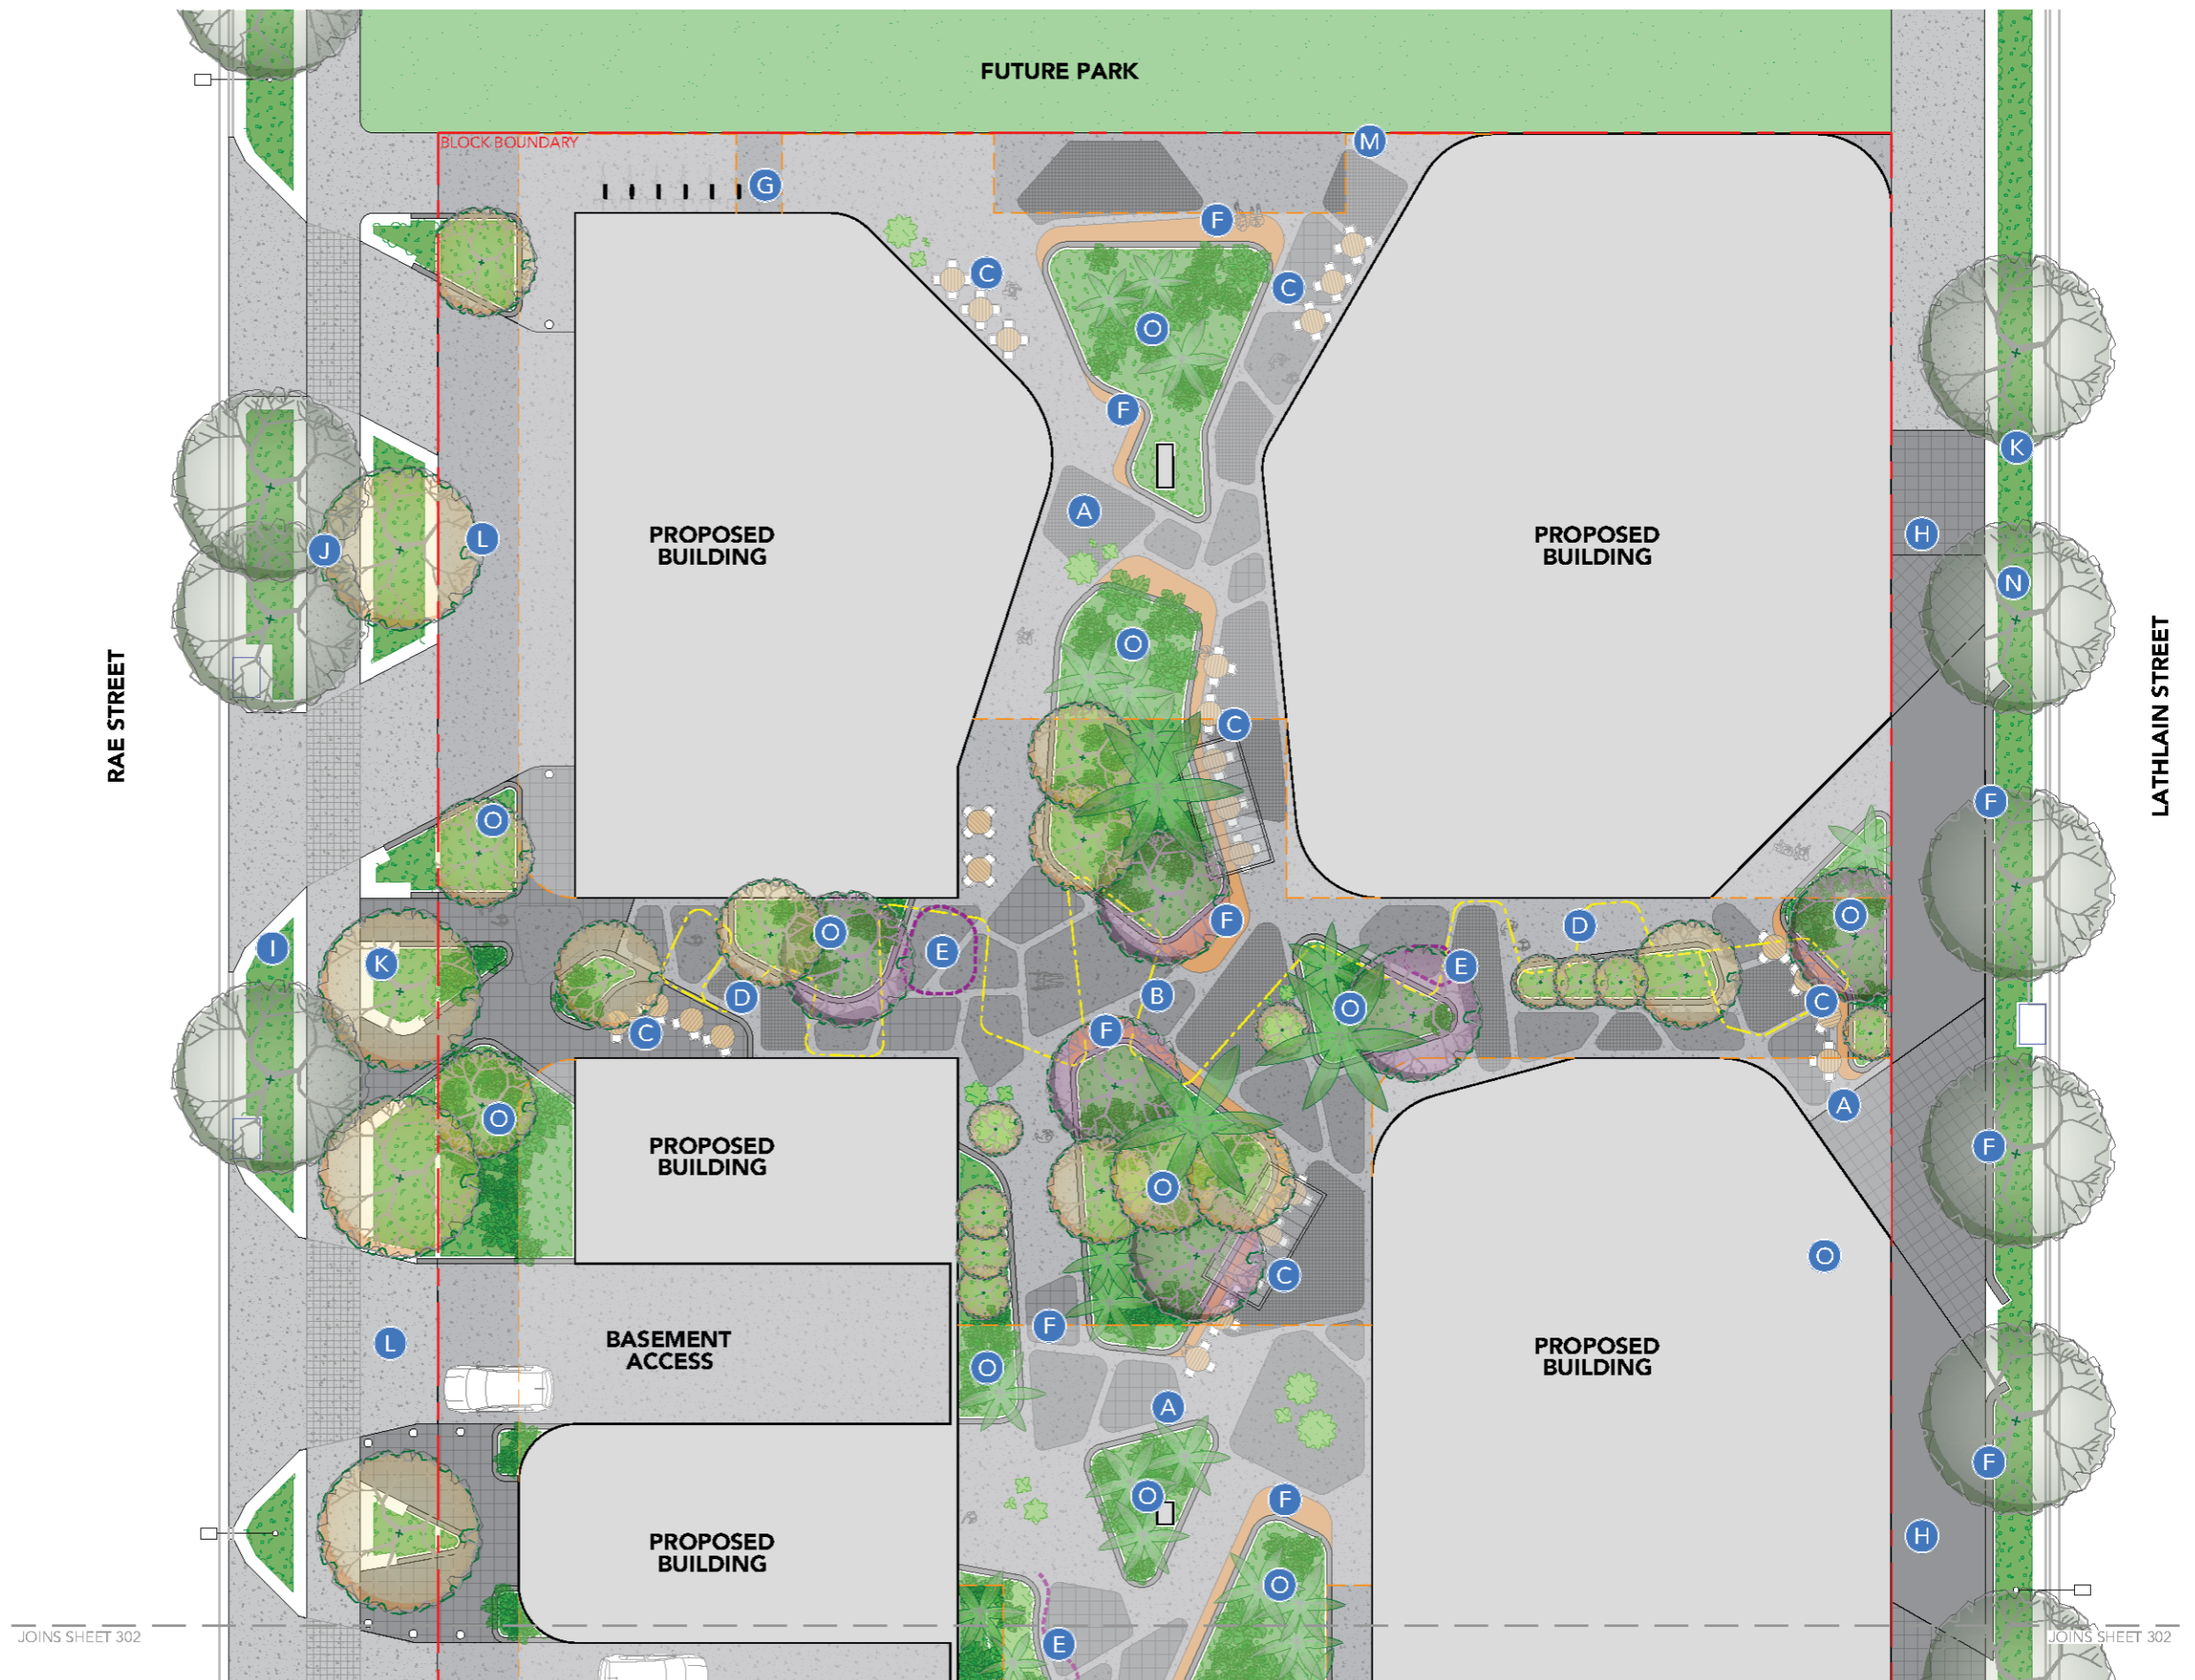 FUTURE PARK
BLOCK BOUNDARY
M
G
F
C
C
O
F
K
A
H
PROPOSED
BUILDING
PROPOSED
BUILDING
L
J
N
O
RAE STREET
LATHLAIN STREET
C
F
O
O
F
D
O
I
O
E
K
E
D
B
O
C
C
F
A
O
F
PROPOSED
BUILDING
O
O
C
F
L
BASEMENT
ACCESS
PROPOSED
BUILDING
O
A
F
O
F
H
PROPOSED
BUILDING
O
E
JOINS SHEET 302
JOINS SHEET 302